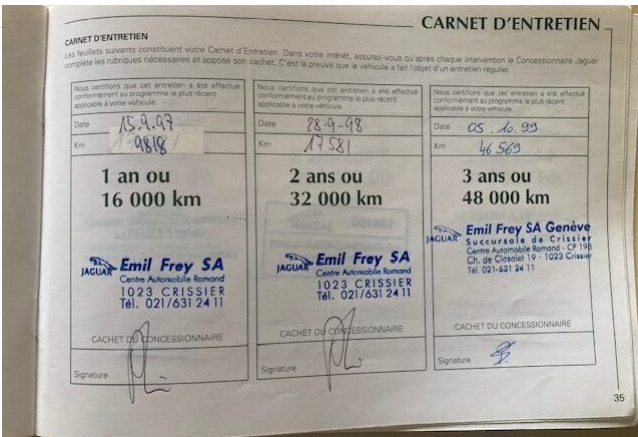 CARNET D'ENTRETIEN
CARNET D'ENTRETIEN
Les feuillets suivants constituent votre Carnet d'Entretien. Dans votre intérêt, assurez-vous qu'après chaque intervention le Concessionnaire Jaguar
complète les rubriques nécessaires et appose son cachet. C'est la preuve que le véhicule a fait l'objet d'un entretien régulier.
Nous certifions que cet entretien a été effectué
conformément au programme le plus récent
applicable à votre véhicule.
Date 15.9.97
Km 9818
1 an ou
16 000 km
JAGUAR Emil Frey SA
Centre Automobile Romand
1023 CRISSIER
Tél. 021/631 24 11
CACHET DU CONCESSIONNAIRE
Signature
Nous certifions que cet entretien a été effectué
conformément au programme le plus récent
applicable à votre véhicule.
Date 28-9-98
Km 17581
2 ans ou
32 000 km
JAGUAR Emil Frey SA
Centre Automobile Romand
1023 CRISSIER
Tél. 021/631 24 11
CACHET DU CONCESSIONNAIRE
Signature
Nous certifions que cet entretien a été effectué
conformément au programme le plus récent
applicable à votre véhicule.
Date 05.10.99
Km 46569
3 ans ou
48 000 km
JAGUAR Emil Frey SA Genève
Succursale de Crissier
Centre Automobile Romand - CP 198
Ch. de Closalet 19 - 1023 Crissier
Tél. 021-631 24 11
CACHET DU CONCESSIONNAIRE
Signature
35